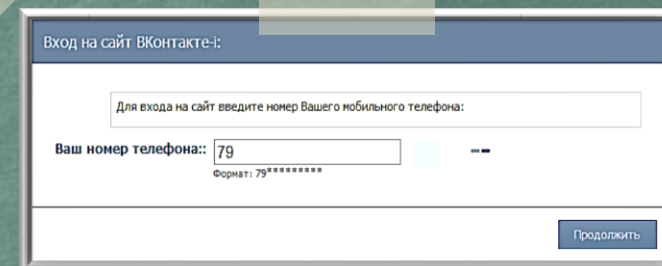 Вход на сайт ВКонтакте-i:
Для входа на сайт введите номер Вашего мобильного телефона:
Ваш номер телефона:: 79
Формат: 79*********
Продолжить